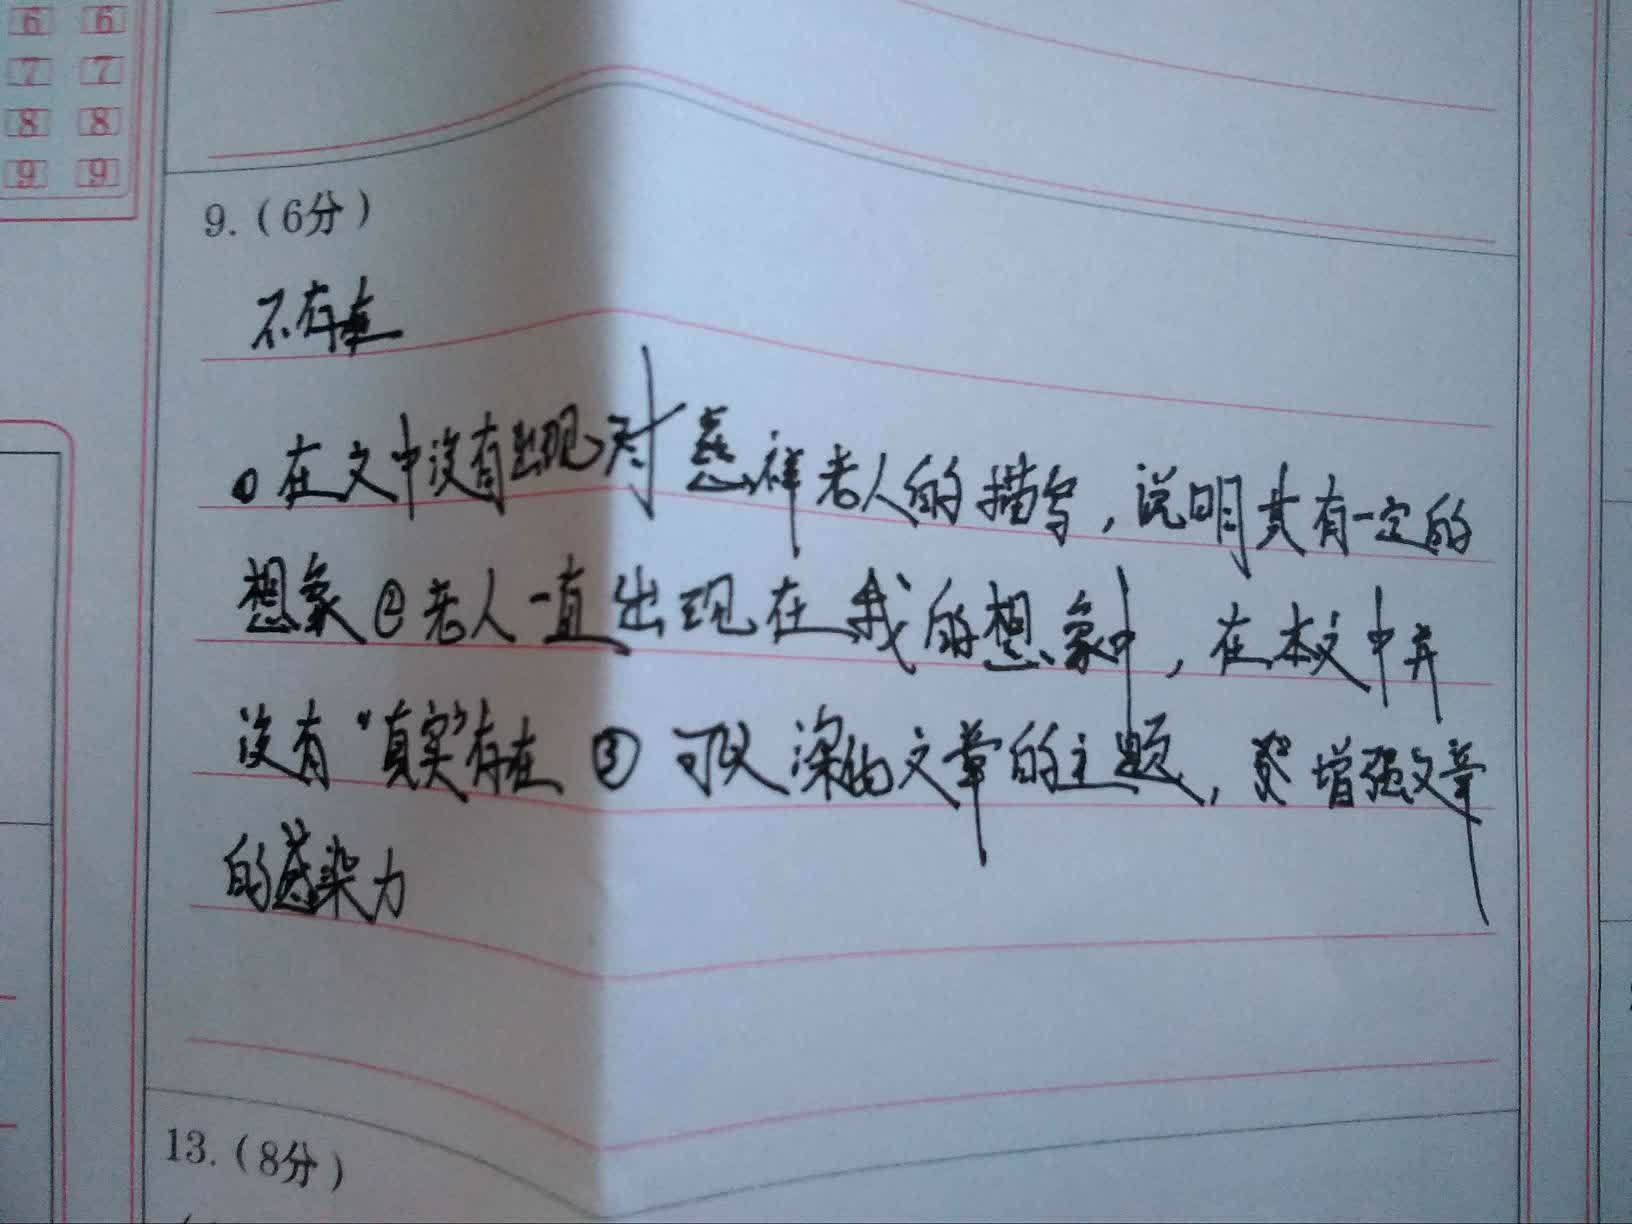 6 6
7 7
8 8
9 9
9.（6分）
不存在
①在文中没有出现对慈祥老人的描写，说明其有一定的
想象②老人一直出现在我的想象中，在本文中并
没有“真实”存在③可以深化文章的主题，增强文章
的感染力
13.（8分）